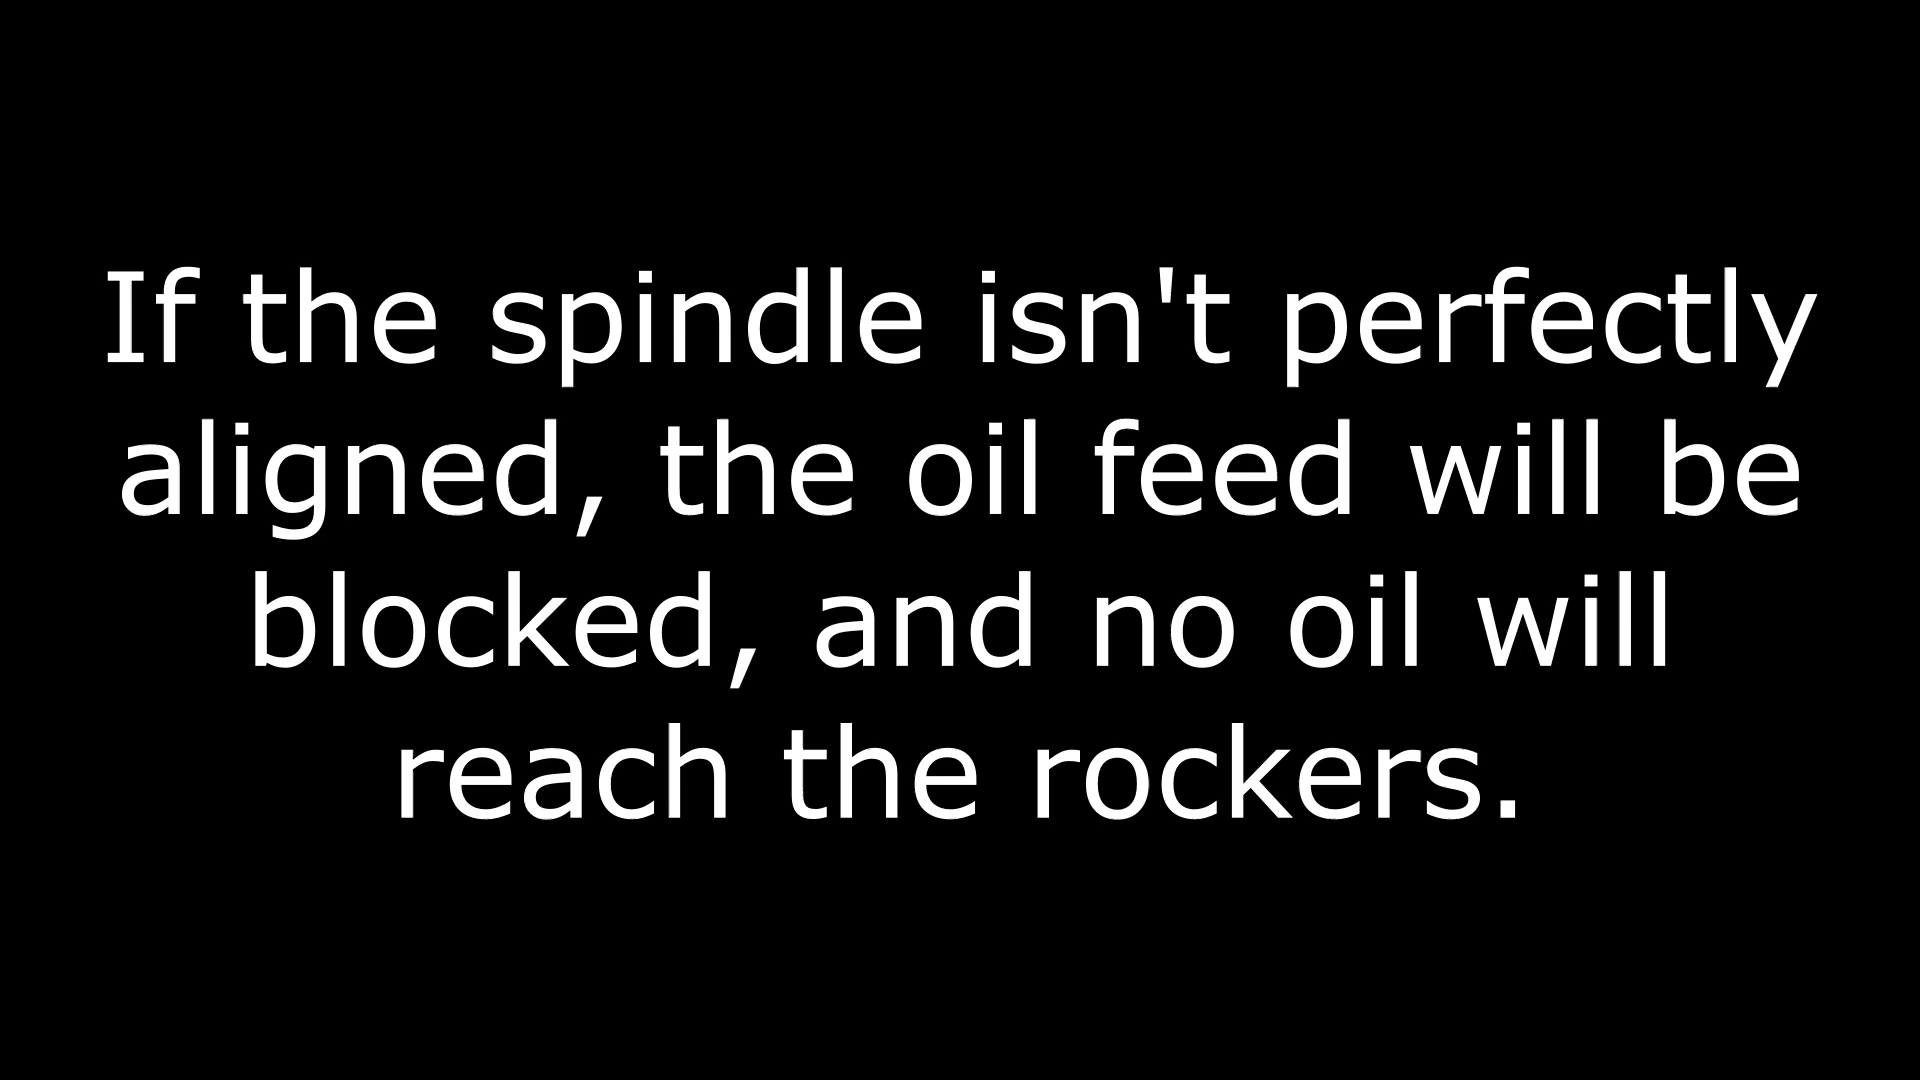 If the spindle isn't perfectly
aligned, the oil feed will be
blocked, and no oil will
reach the rockers.